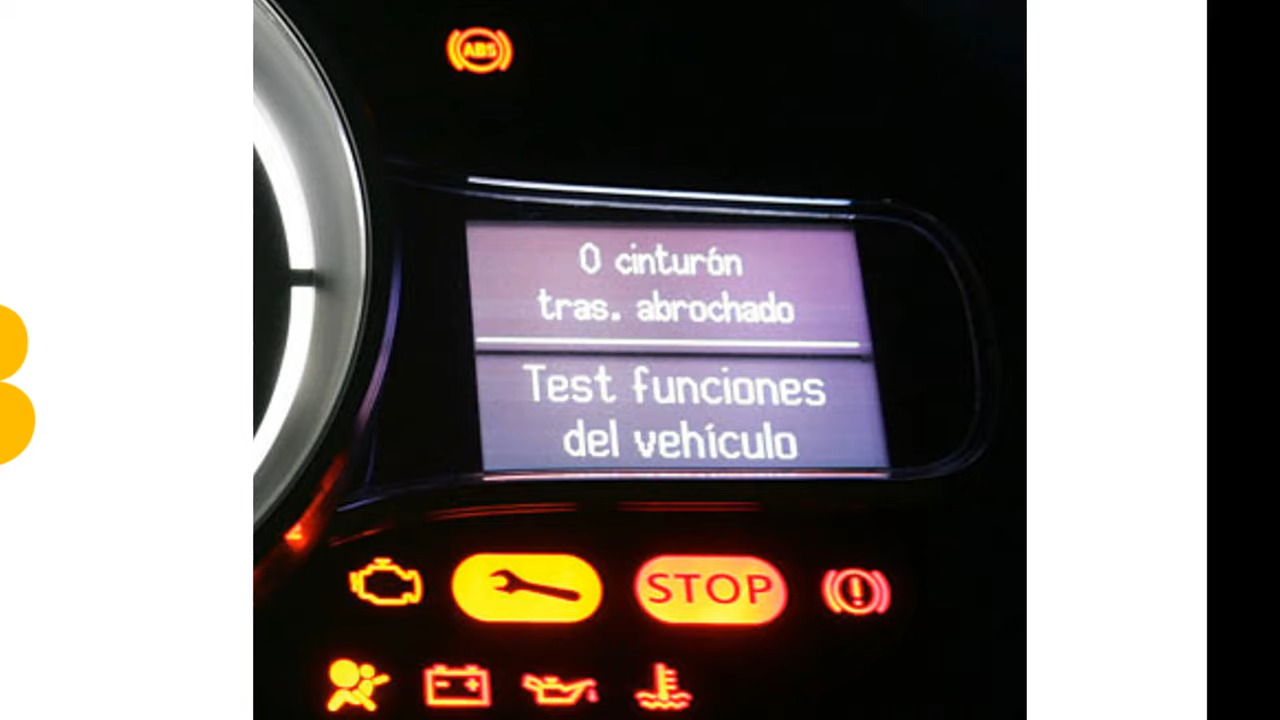 ABS
0 cinturón
tras. abrochado
Test funciones
del vehículo
STOP